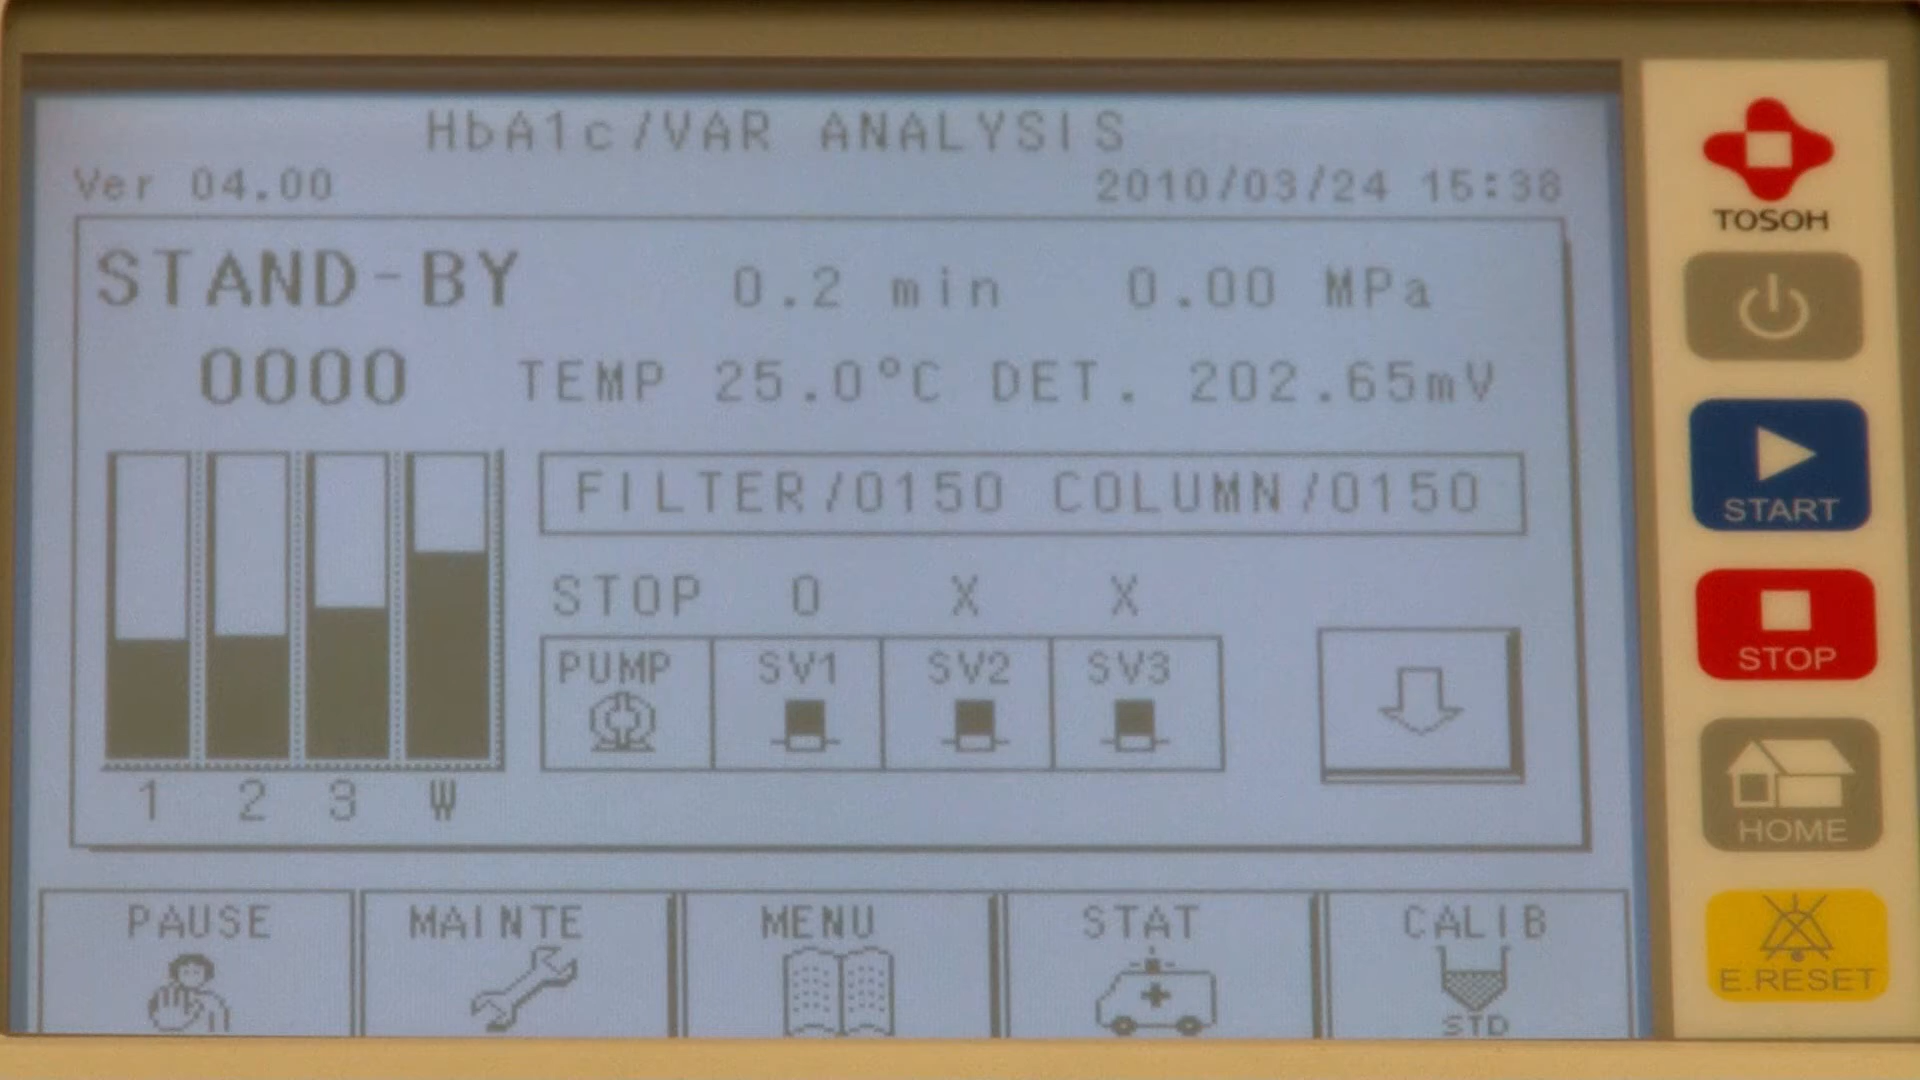 HbA1c/VAR ANALYSIS
Ver 04.00 2010/03/24 15:38
STAND-BY 0.2 min 0.00 MPa
0000 TEMP 25.0°C DET. 202.65mV
FILTER/0150 COLUMN/0150
STOP O X X
PUMP SV1 SV2 SV3
1 2 3 W
PAUSE MAINTE MENU STAT CALIB
STD
TOSOH
START
STOP
HOME
E.RESET